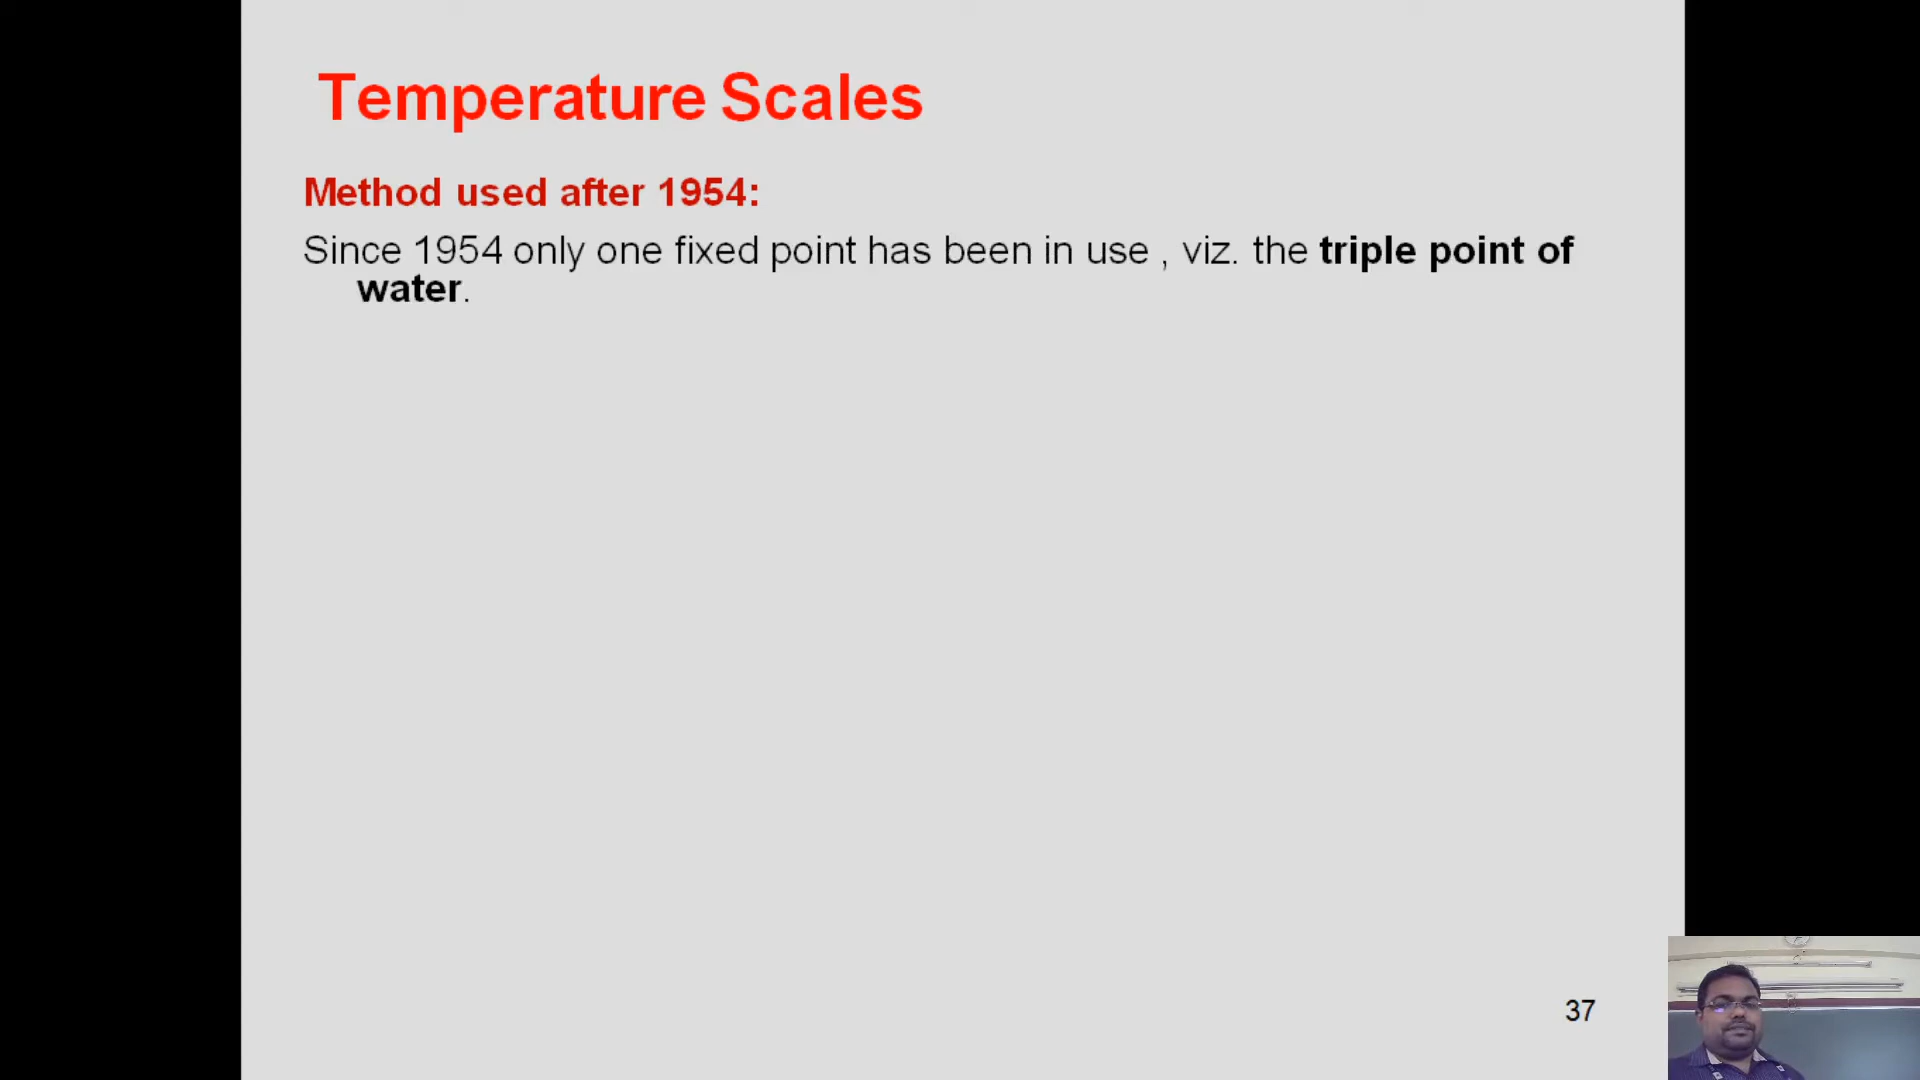 Temperature Scales
Method used after 1954:
Since 1954 only one fixed point has been in use , viz. the triple point of
water.
37